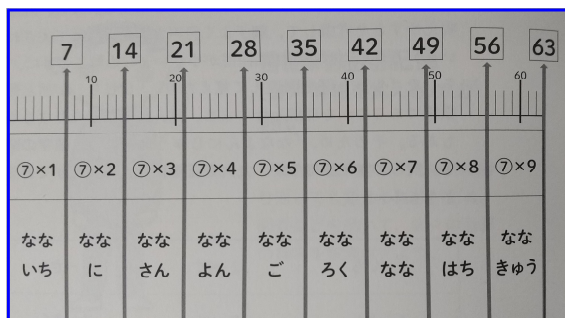 7 14 21 28 35 42 49 56 63
10 20 30 40 50 60
⑦×1 ⑦×2 ⑦×3 ⑦×4 ⑦×5 ⑦×6 ⑦×7 ⑦×8 ⑦×9
なな なな なな なな なな なな なな なな なな
いち に さん よん ご ろく なな はち きゅう